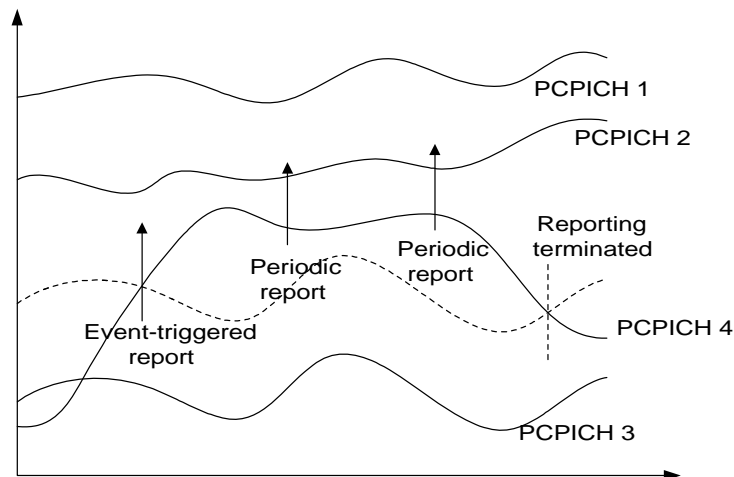 PCPICH 1
PCPICH 2
Reporting
terminated
Periodic
report
Periodic
report
Event-triggered
report
PCPICH 4
PCPICH 3